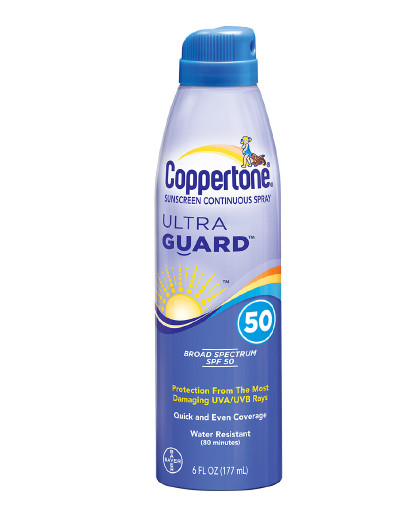 Coppertone®
SUNSCREEN CONTINUOUS SPRAY
ULTRA
GUARD™
™
50
BROAD SPECTRUM
SPF 50
Protection From The Most
Damaging UVA/UVB Rays
Quick and Even Coverage
Water Resistant
(80 minutes)
BAYER
6 FL OZ (177 mL)